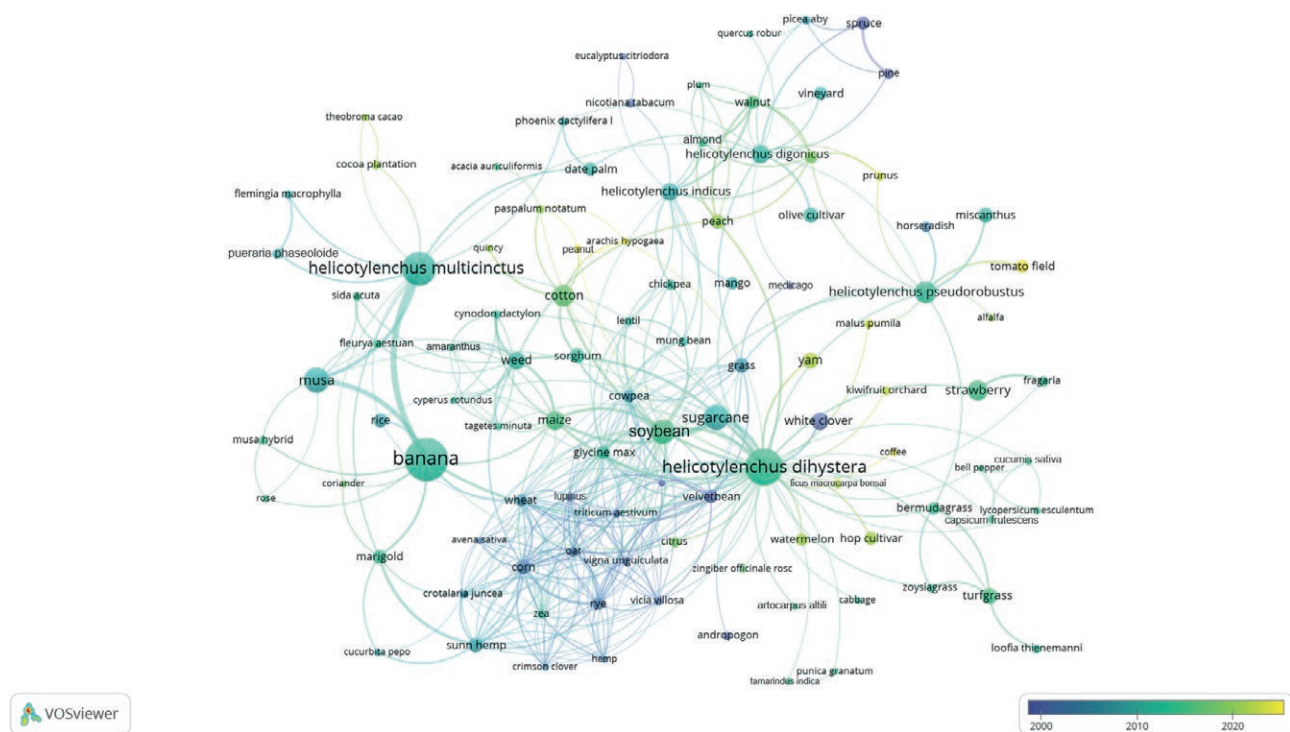 picea aby
spruce
quercus robur
eucalyptus citriodora
pine
plum
vineyard
nicotiana tabacum
walnut
theobroma cacao
phoenix dactylifera l
almond
helicotylenchus digonicus
cocoa plantation
acacia auriculiformis
date palm
prunus
flemingia macrophylla
helicotylenchus indicus
paspalum notatum
peach
olive cultivar
miscanthus
horseradish
quincy
peanut
arachis hypogaea
pueraria phaseoloide
helicotylenchus multicinctus
tomato field
chickpea
mango
medicago
helicotylenchus pseudorobustus
sida acuta
cotton
cynodon dactylon
lentil
malus pumila
alfalfa
fleurya aestuan
amaranthus
mung bean
weed
sorghum
grass
yam
musa
kiwifruit orchard
strawberry
fragaria
cyperus rotundus
cowpea
rice
maize
sugarcane
white clover
tagetes minuta
soybean
musa hybrid
banana
glycine max
helicotylenchus dihystera
coffee
bell pepper
cucumis sativa
rose
coriander
ficus macrocarpa bonsai
wheat
lupinus
velvetbean
bermudagrass
lycopersicum esculentum
triticum aestivum
capsicum frutescens
avena sativa
citrus
watermelon
hop cultivar
marigold
oat
vigna unguiculata
corn
zingiber officinale rosc
crotalaria juncea
rye
vicia villosa
artocarpus altili
cabbage
zoysiagrass
turfgrass
zea
andropogon
cucurbita pepo
sunn hemp
loofia thienemanni
crimson clover
hemp
punica granatum
tamarindus indica
VOSviewer
2000
2010
2020